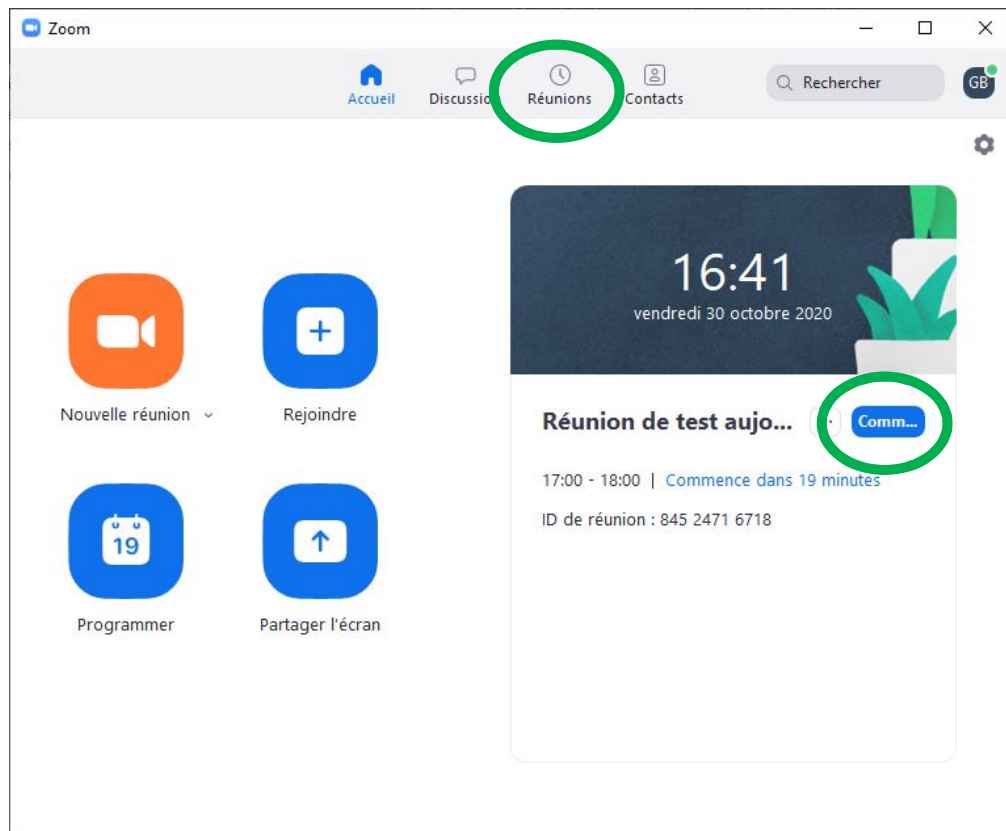 Zoom
Accueil
Discussion
Réunions
Contacts
Rechercher
GB
16:41
vendredi 30 octobre 2020
Nouvelle réunion
Rejoindre
Réunion de test aujo...
Comm...
17:00 - 18:00 | Commence dans 19 minutes
ID de réunion : 845 2471 6718
19
Programmer
Partager l'écran